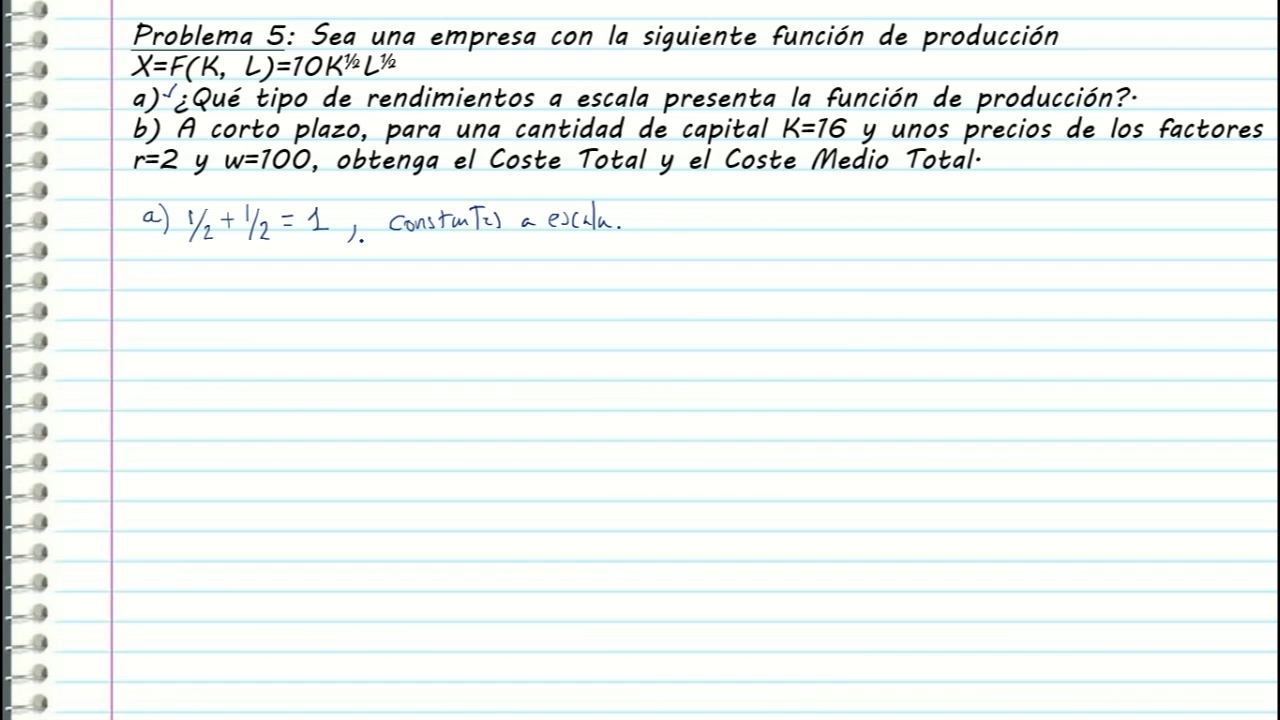 Problema 5: Sea una empresa con la siguiente función de producción
X=F(K, L)=10K½L½
a)✓¿Qué tipo de rendimientos a escala presenta la función de producción?.
b) A corto plazo, para una cantidad de capital K=16 y unos precios de los factores
r=2 y w=100, obtenga el Coste Total y el Coste Medio Total.
a) 1/2 + 1/2 = 1 ,. constantes a escala.